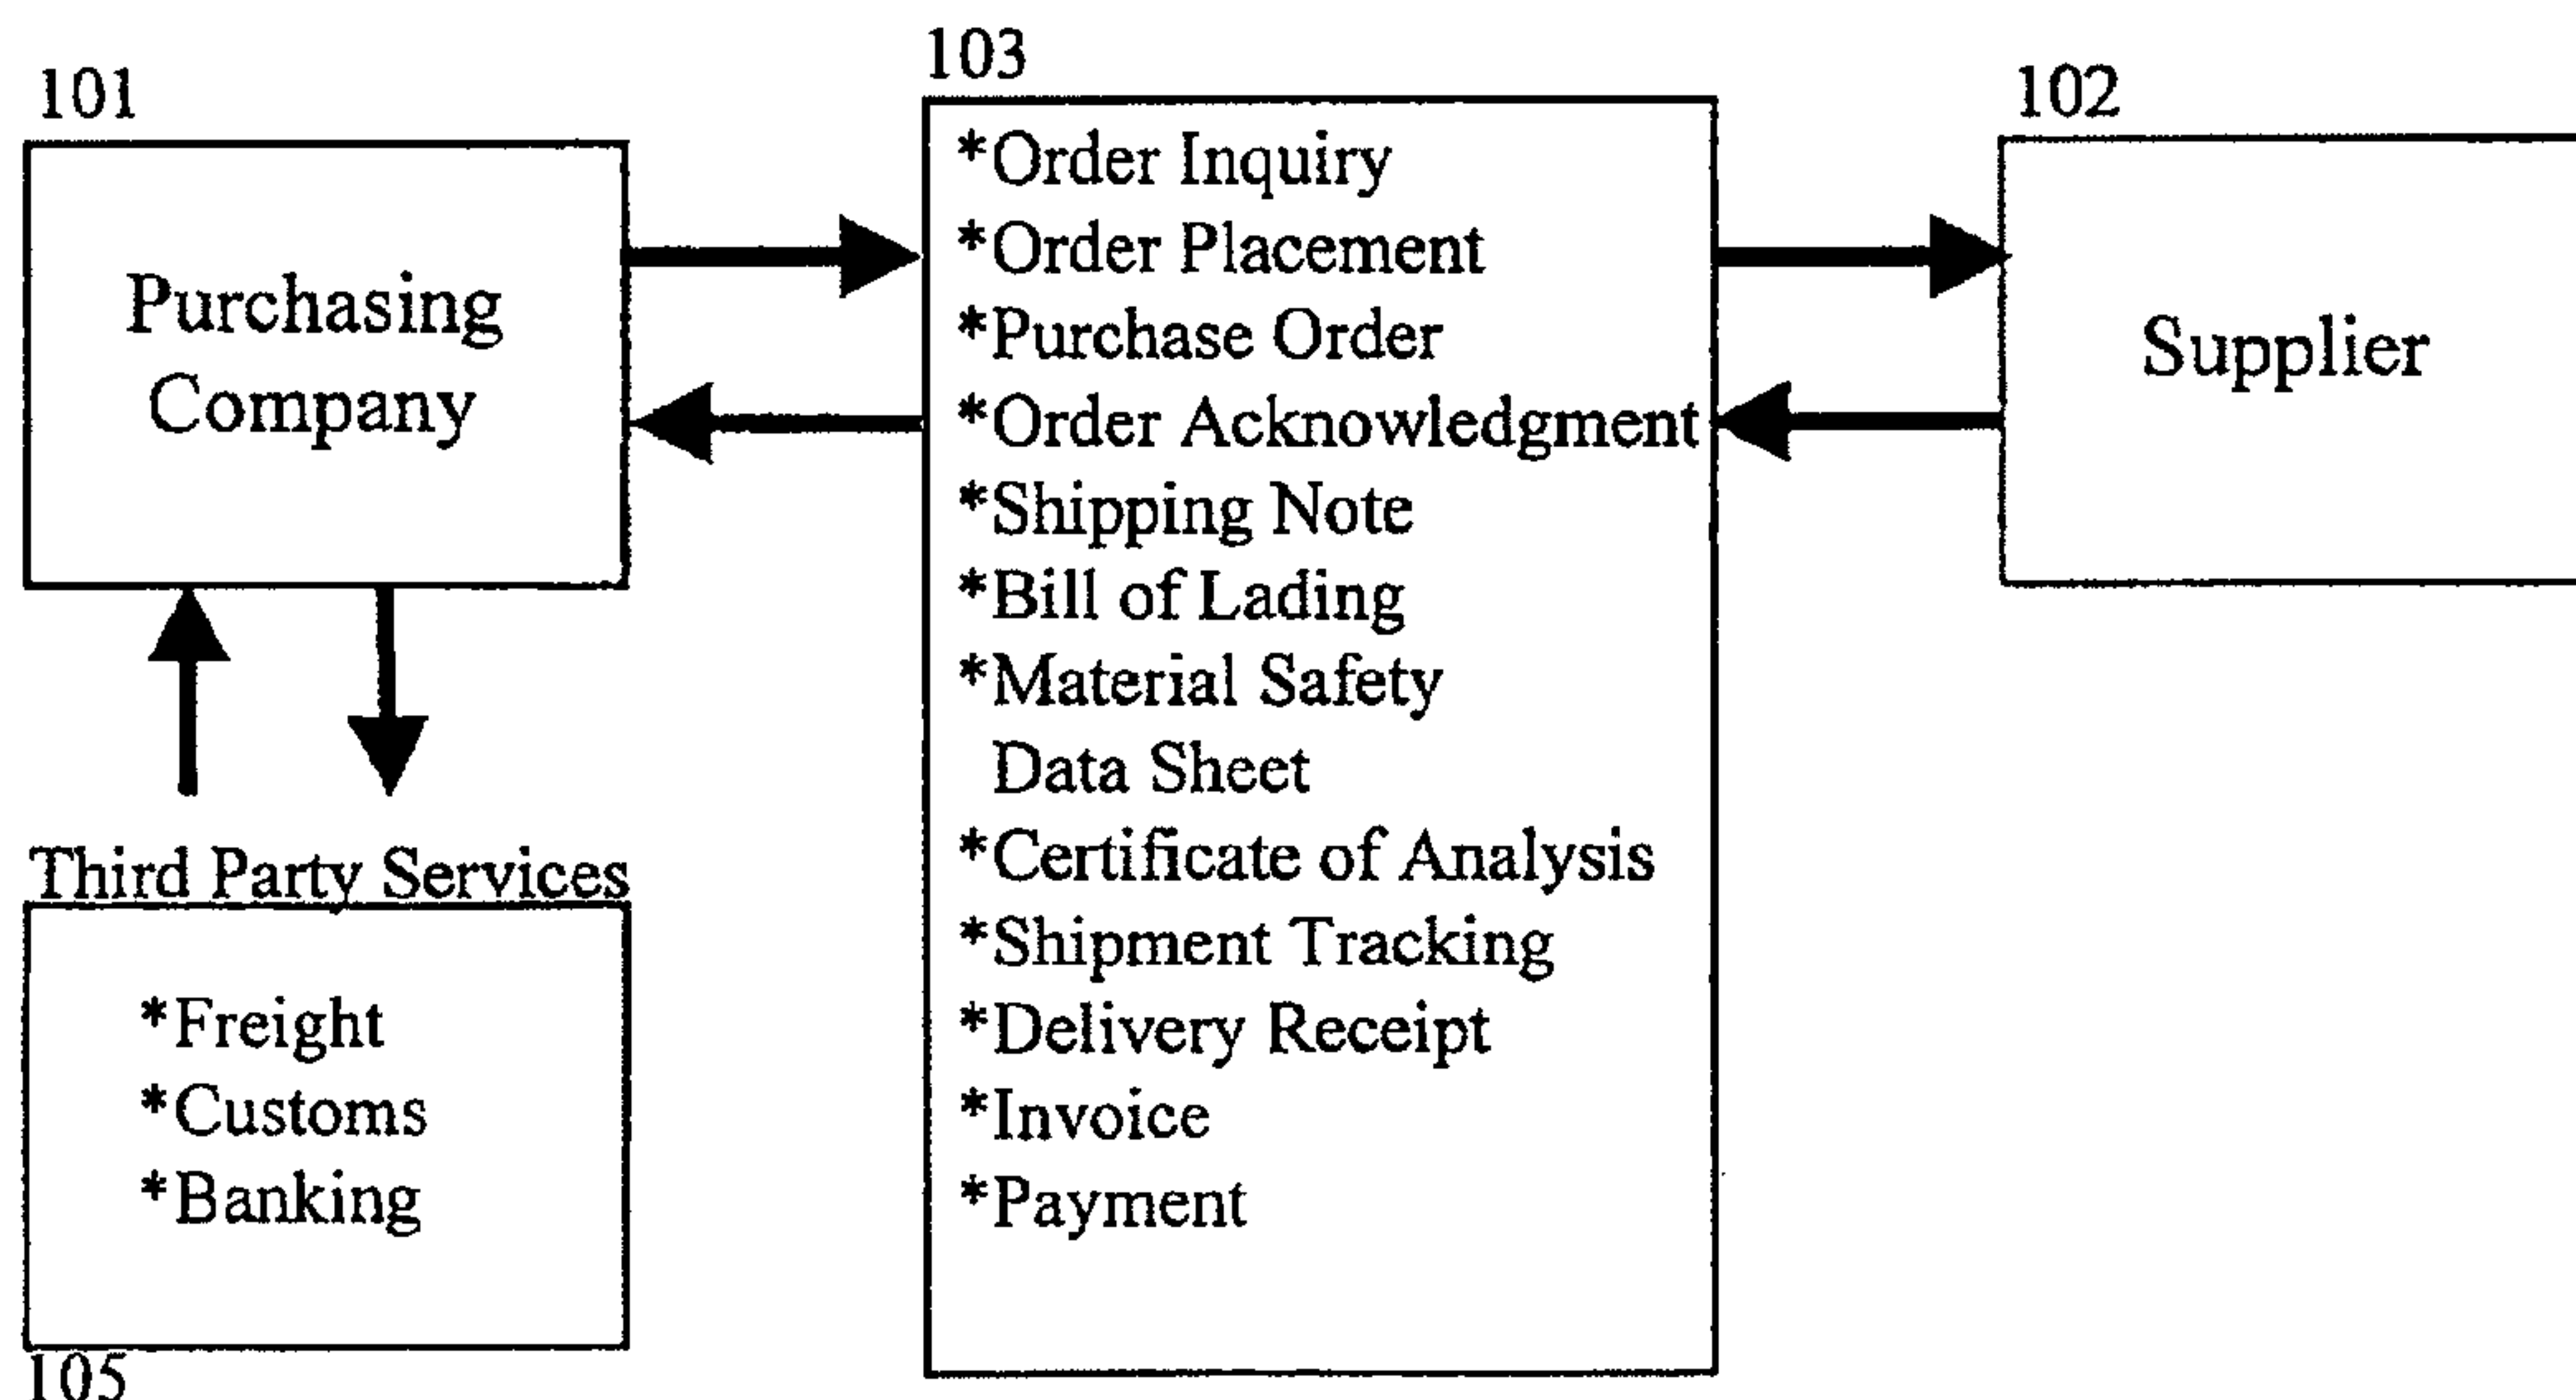 101
Purchasing
Company
Third Party Services
*Freight
*Customs
*Banking
105
103
*Order Inquiry
*Order Placement
*Purchase Order
*Order Acknowledgment
*Shipping Note
*Bill of Lading
*Material Safety
Data Sheet
*Certificate of Analysis
*Shipment Tracking
*Delivery Receipt
*Invoice
*Payment
102
Supplier